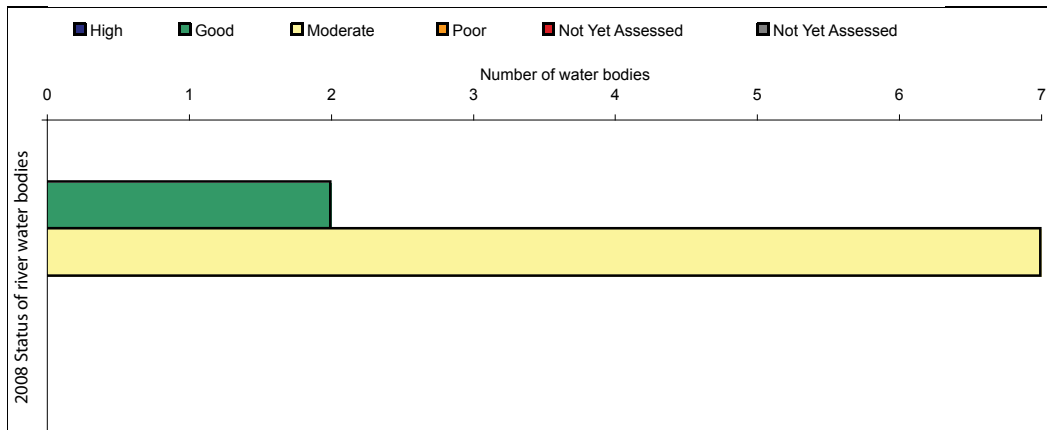 High Good Moderate Poor Not Yet Assessed Not Yet Assessed
Number of water bodies
0 1 2 3 4 5 6 7
2008 Status of river water bodies